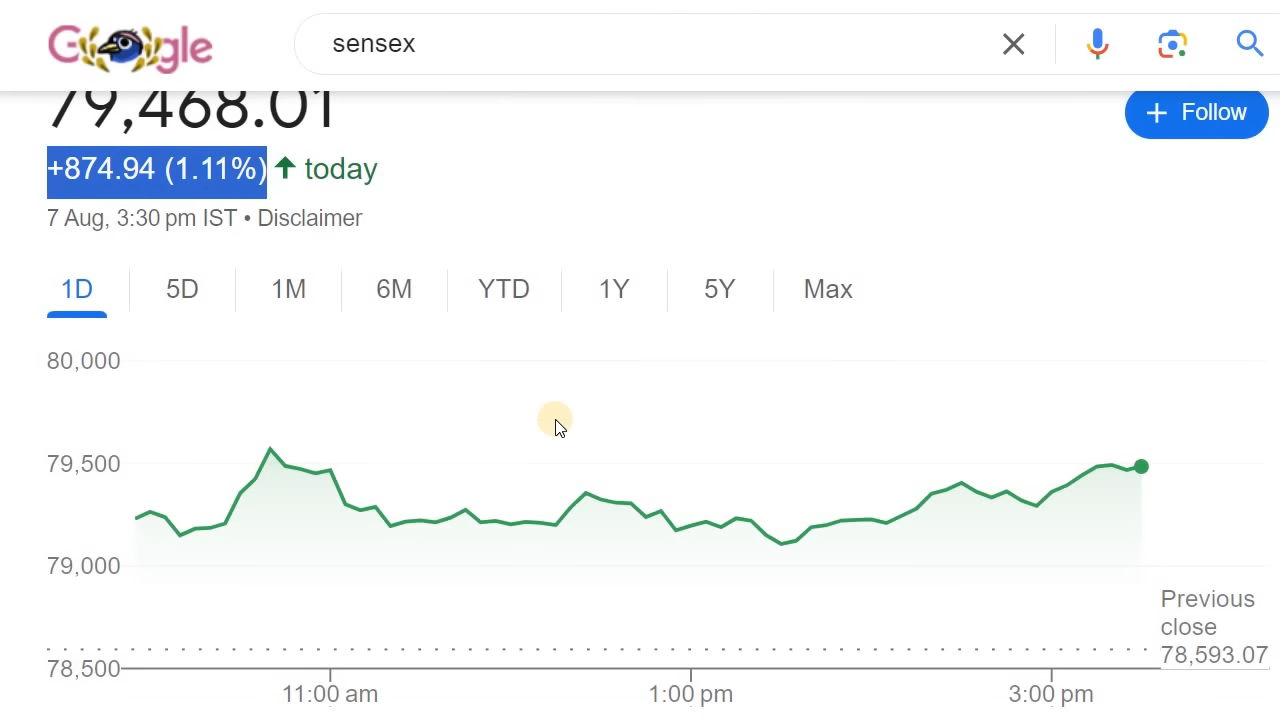 Google
sensex
79,468.01
+ Follow
+874.94 (1.11%) ↑ today
7 Aug, 3:30 pm IST • Disclaimer
1D 5D 1M 6M YTD 1Y 5Y Max
80,000
79,500
79,000
Previous
close
78,593.07
78,500
11:00 am 1:00 pm 3:00 pm